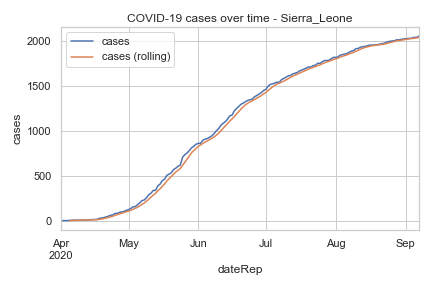 COVID-19 cases over time - Sierra_Leone
cases
cases (rolling)
2000
1500
1000
500
0
cases
Apr
2020
May
Jun
Jul
Aug
Sep
dateRep